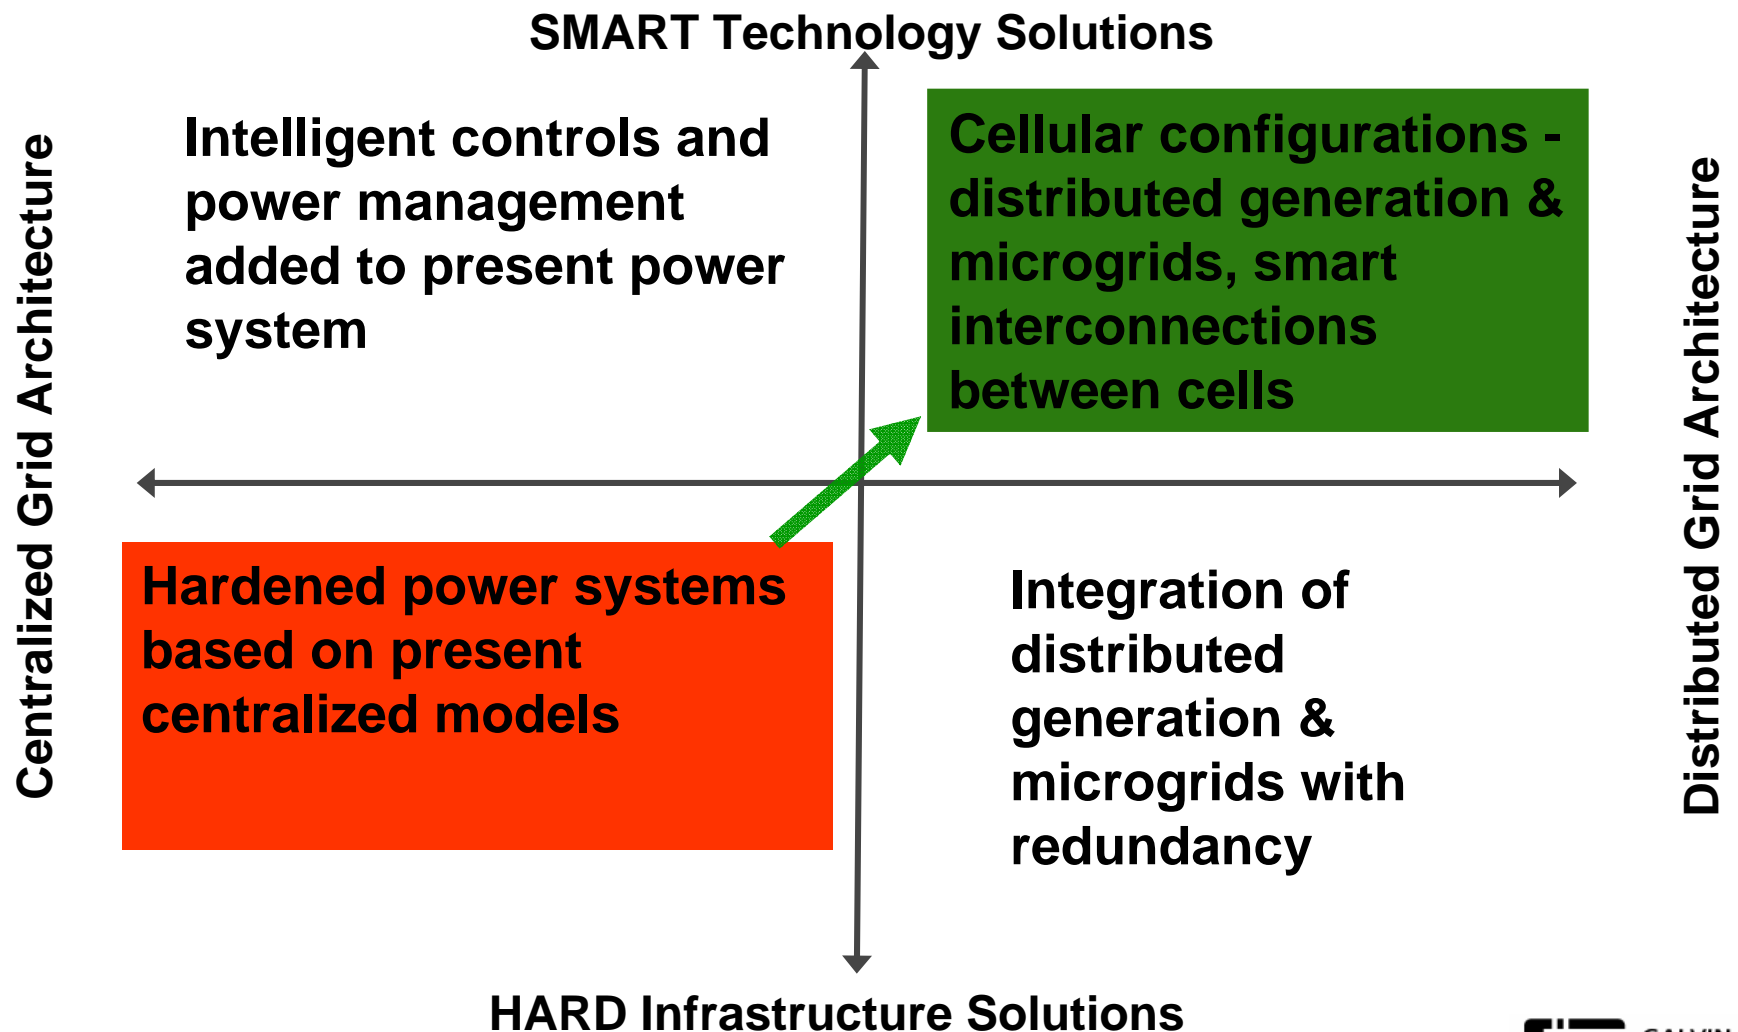 SMART Technology Solutions
Centralized Grid Architecture
Intelligent controls and
power management
added to present power
system
Cellular configurations -
distributed generation &
microgrids, smart
interconnections
between cells
Distributed Grid Architecture
Hardened power systems
based on present
centralized models
Integration of
distributed
generation &
microgrids with
redundancy
HARD Infrastructure Solutions